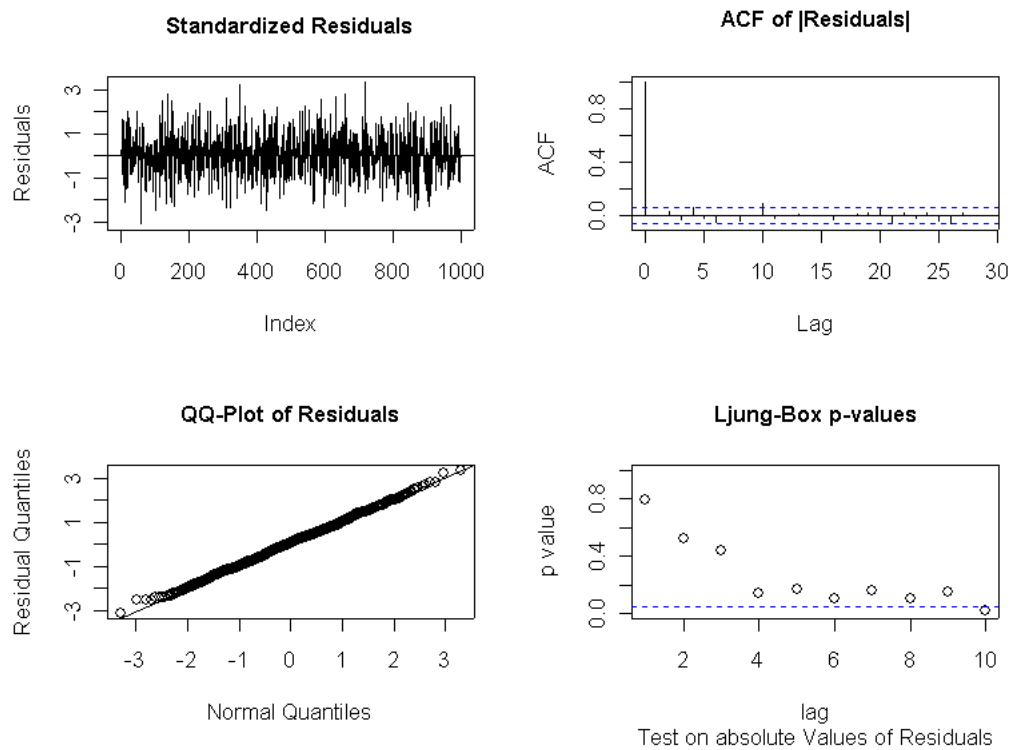 Standardized Residuals
Residuals
3
1
-1
-3
0 200 400 600 800 1000
Index
ACF of |Residuals|
ACF
0.8
0.4
0.0
0 5 10 15 20 25 30
Lag
QQ-Plot of Residuals
Residual Quantiles
3
1
-1
-3
-3 -2 -1 0 1 2 3
Normal Quantiles
Ljung-Box p-values
p value
0.8
0.4
0.0
2 4 6 8 10
lag
Test on absolute Values of Residuals